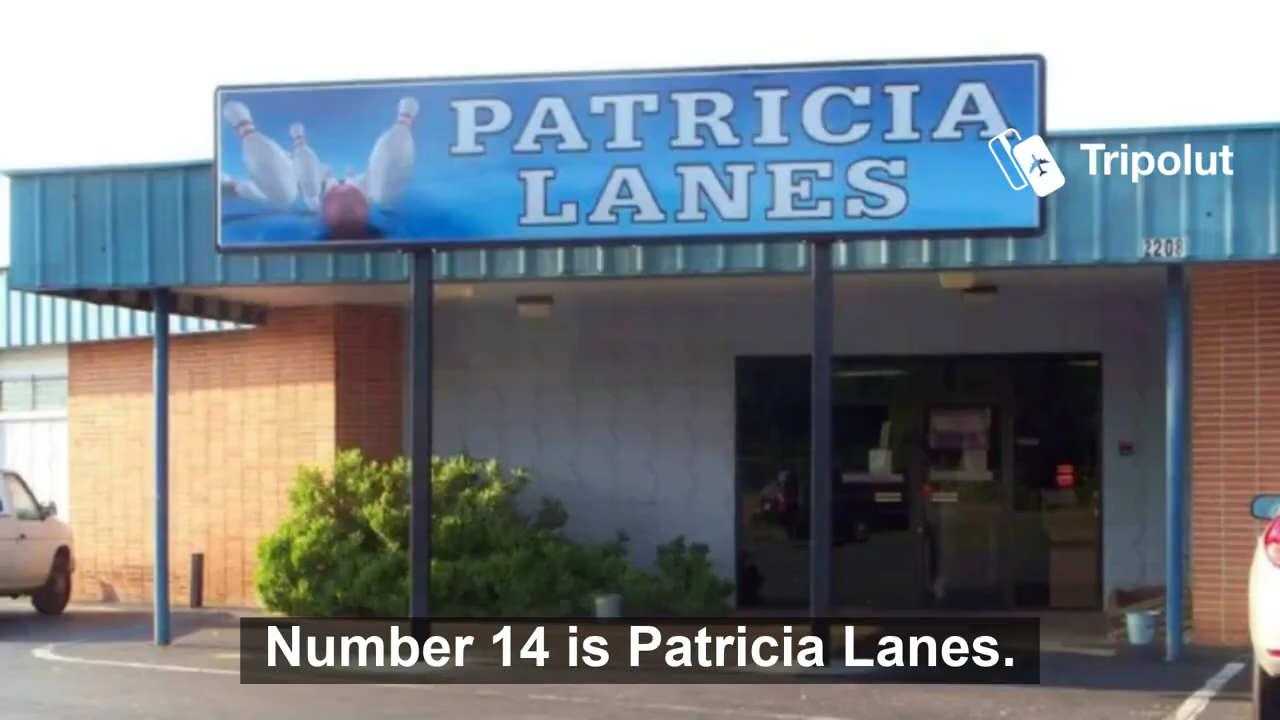 PATRICIA
LANES
Tripolut
2208
Number 14 is Patricia Lanes.